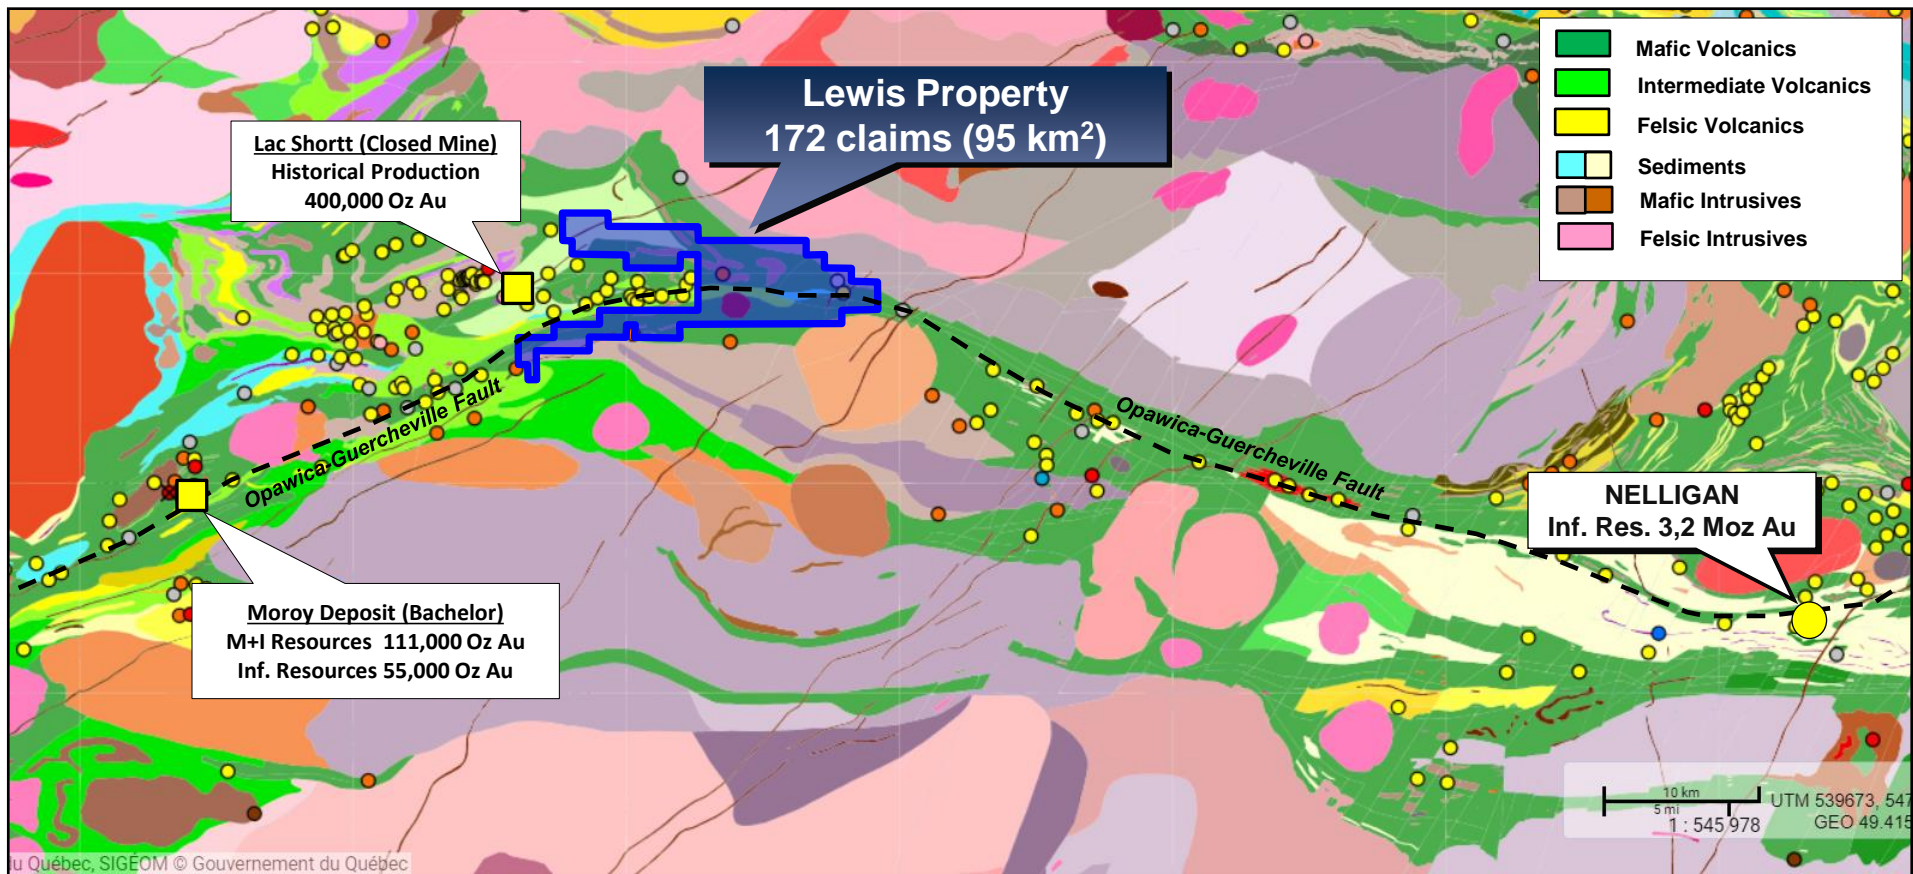 Lewis Property
172 claims (95 km²)
Mafic Volcanics
Intermediate Volcanics
Felsic Volcanics
Sediments
Mafic Intrusives
Felsic Intrusives
Lac Shortt (Closed Mine)
Historical Production
400,000 Oz Au
Opawica-Guercheville Fault
Opawica-Guercheville Fault
NELLIGAN
Inf. Res. 3,2 Moz Au
Moroy Deposit (Bachelor)
M+I Resources 111,000 Oz Au
Inf. Resources 55,000 Oz Au
10 km
5 mi
1 : 545 978
UTM 539673, 547
GEO 49.415
du Québec, SIGÉOM © Gouvernement du Québec